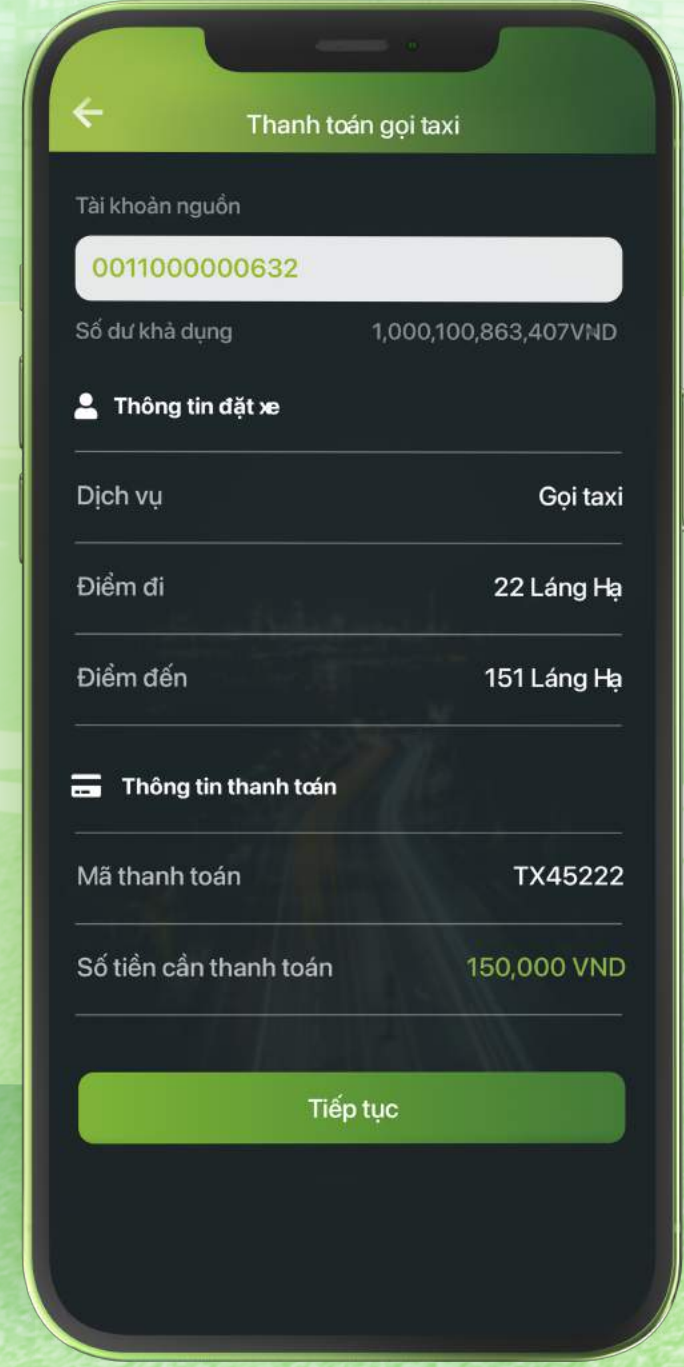 Thanh toán gọi taxi
Tài khoản nguồn
0011000000632
Số dư khả dụng 1,000,100,863,407VND
Thông tin đặt xe
Dịch vụ Gọi taxi
Điểm đi 22 Láng Hạ
Điểm đến 151 Láng Hạ
Thông tin thanh toán
Mã thanh toán TX45222
Số tiền cần thanh toán 150,000 VND
Tiếp tục